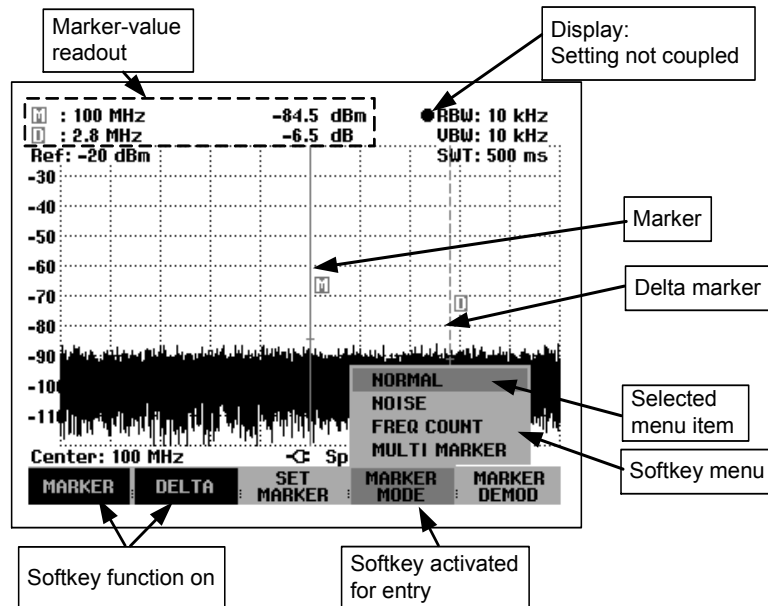 Marker-value
readout
Display:
Setting not coupled
M : 100 MHz -84.5 dBm
D : 2.8 MHz -6.5 dB
Ref: -20 dBm
RBW: 10 kHz
VBW: 10 kHz
SWT: 500 ms
-30
-40
-50
-60
-70
-80
-90
-100
-110
M
D
Marker
Delta marker
NORMAL
NOISE
FREQ COUNT
MULTI MARKER
Selected
menu item
Softkey menu
Center: 100 MHz
Sp
MARKER
DELTA
SET
MARKER
MARKER
MODE
MARKER
DEMOD
Softkey function on
Softkey activated
for entry